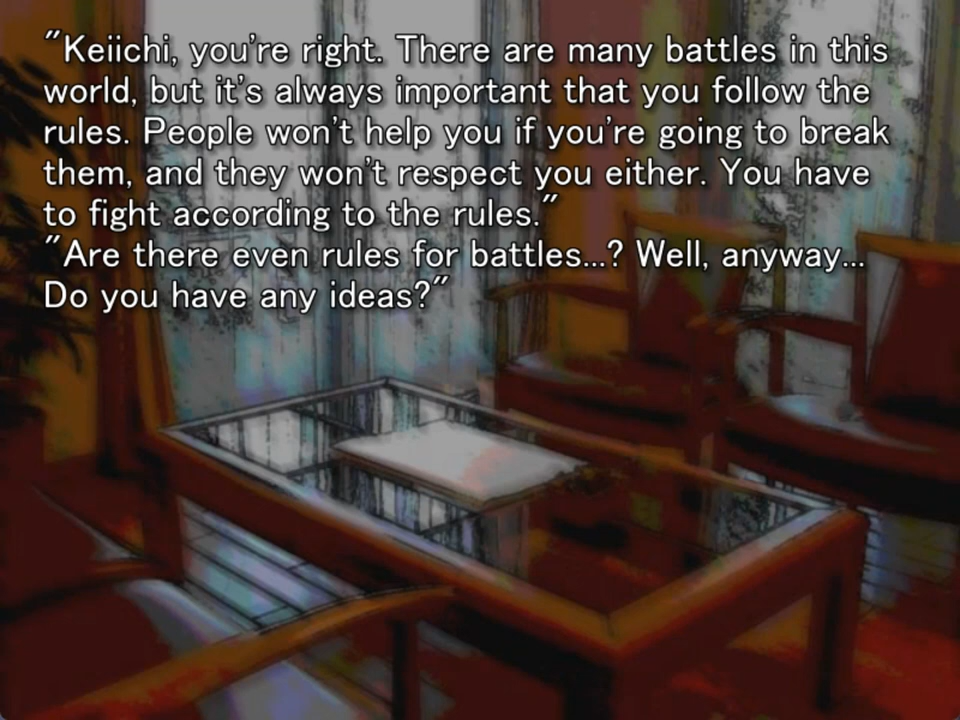 "Keiichi, you're right. There are many battles in this
world, but it's always important that you follow the
rules. People won't help you if you're going to break
them, and they won't respect you either. You have
to fight according to the rules."
"Are there even rules for battles...? Well, anyway...
Do you have any ideas?"